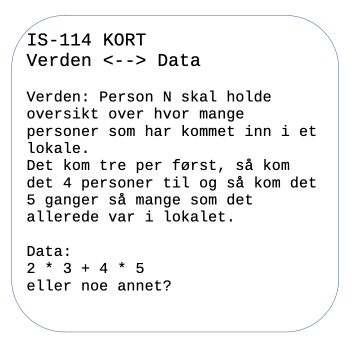 IS-114 KORT
Verden <--> Data
Verden: Person N skal holde
oversikt over hvor mange
personer som har kommet inn i et
lokale.
Det kom tre per først, så kom
det 4 personer til og så kom det
5 ganger så mange som det
allerede var i lokalet.
Data:
2 * 3 + 4 * 5
eller noe annet?